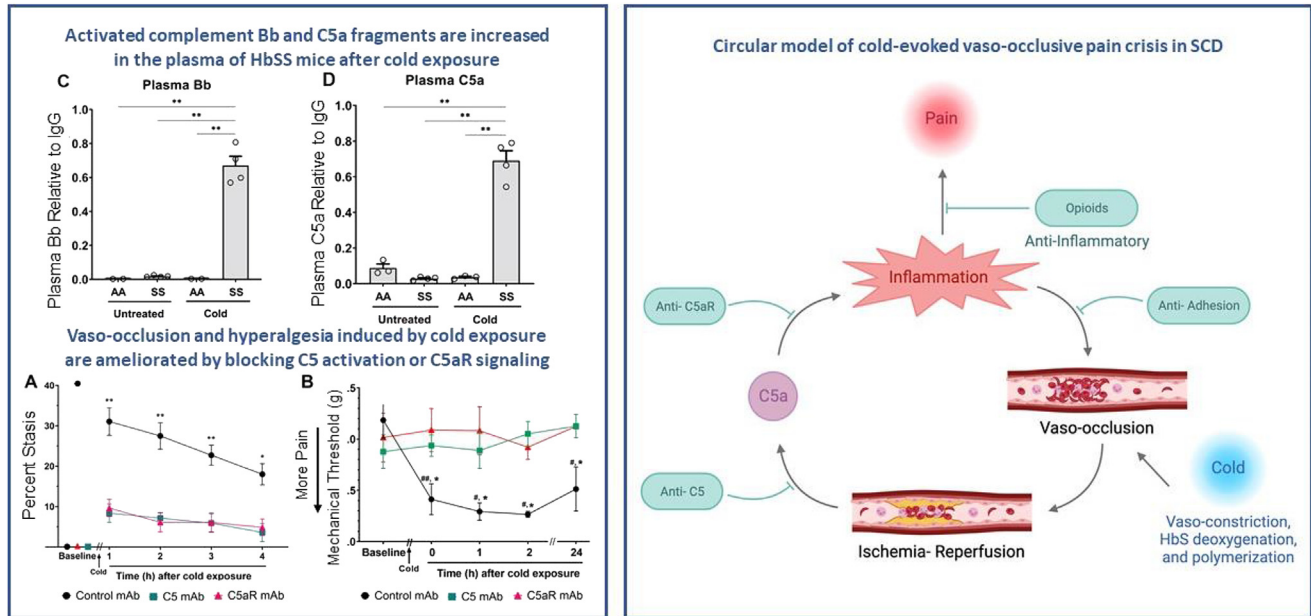 Activated complement Bb and C5a fragments are increased
in the plasma of HbSS mice after cold exposure
C
Plasma Bb
Plasma Bb Relative to IgG
1.0
0.8
0.6
0.4
0.2
0.0
**
**
**
AA SS AA SS
Untreated Cold
D
Plasma C5a
Plasma C5a Relative to IgG
1.0
0.8
0.6
0.4
0.2
0.0
**
**
**
AA SS AA SS
Untreated Cold
Vaso-occlusion and hyperalgesia induced by cold exposure
are ameliorated by blocking C5 activation or C5aR signaling
A
Percent Stasis
40
30
20
10
** ** ** *
Baseline // 1 2 3 4
Cold
Time (h) after cold exposure
Control mAb C5 mAb C5aR mAb
B
More Pain
Mechanical Threshold (g)
.5
.0
.5
.0
##, * #, * #, * #, *
Baseline // 0 1 2 // 24
Cold
Time (h) after cold exposure
Control mAb C5 mAb C5aR mAb
Circular model of cold-evoked vaso-occlusive pain crisis in SCD
Pain
Opioids
Anti-Inflammatory
Inflammation
Anti- C5aR
Anti- Adhesion
C5a
Vaso-occlusion
Cold
Anti- C5
Ischemia- Reperfusion
Vaso-constriction,
HbS deoxygenation,
and polymerization